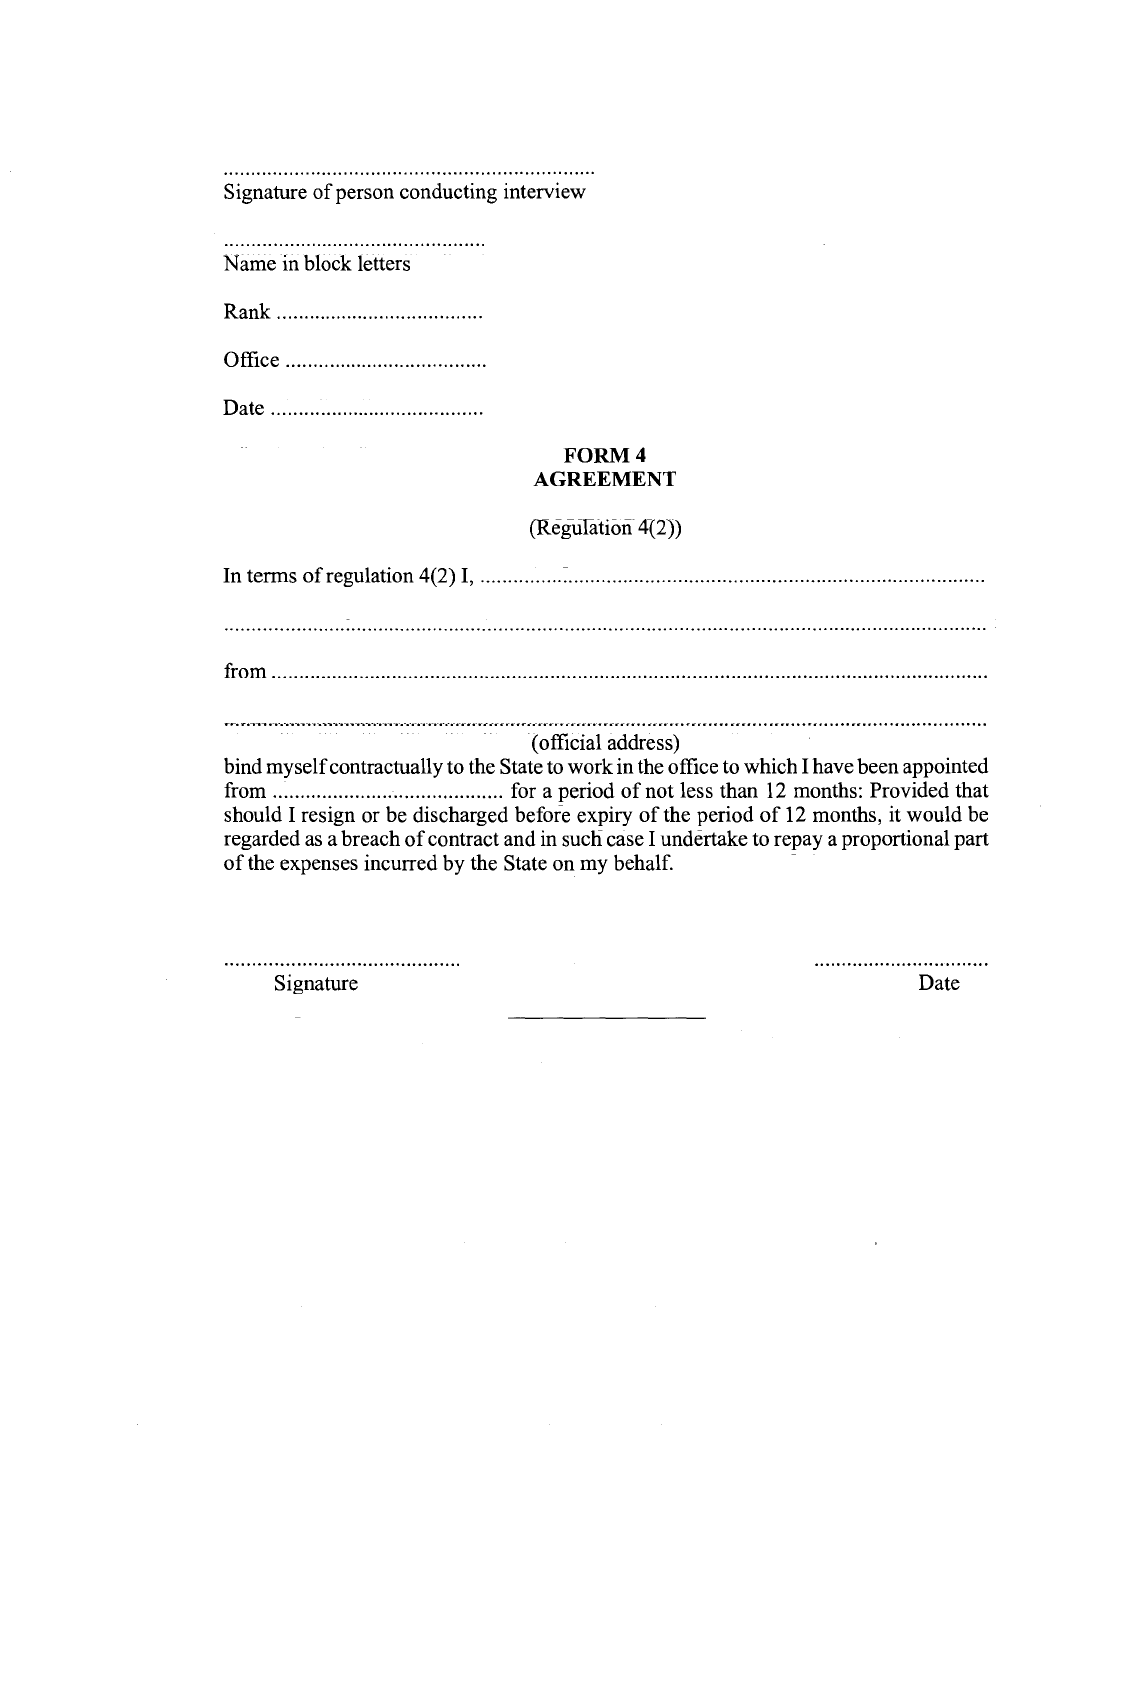 ......................................................................
Signature of person conducting interview
................................................
Name in block letters
Rank ......................................
Office .....................................
Date .......................................
FORM 4
AGREEMENT
(Regulation 4(2))
In terms of regulation 4(2) I, .............................................................................................
............................................................................................................................................
from ....................................................................................................................................
............................................................................................................................................
(official address)
bind myself contractually to the State to work in the office to which I have been appointed
from .......................................... for a period of not less than 12 months: Provided that
should I resign or be discharged before expiry of the period of 12 months, it would be
regarded as a breach of contract and in such case I undertake to repay a proportional part
of the expenses incurred by the State on my behalf.
........................................... ................................
Signature Date